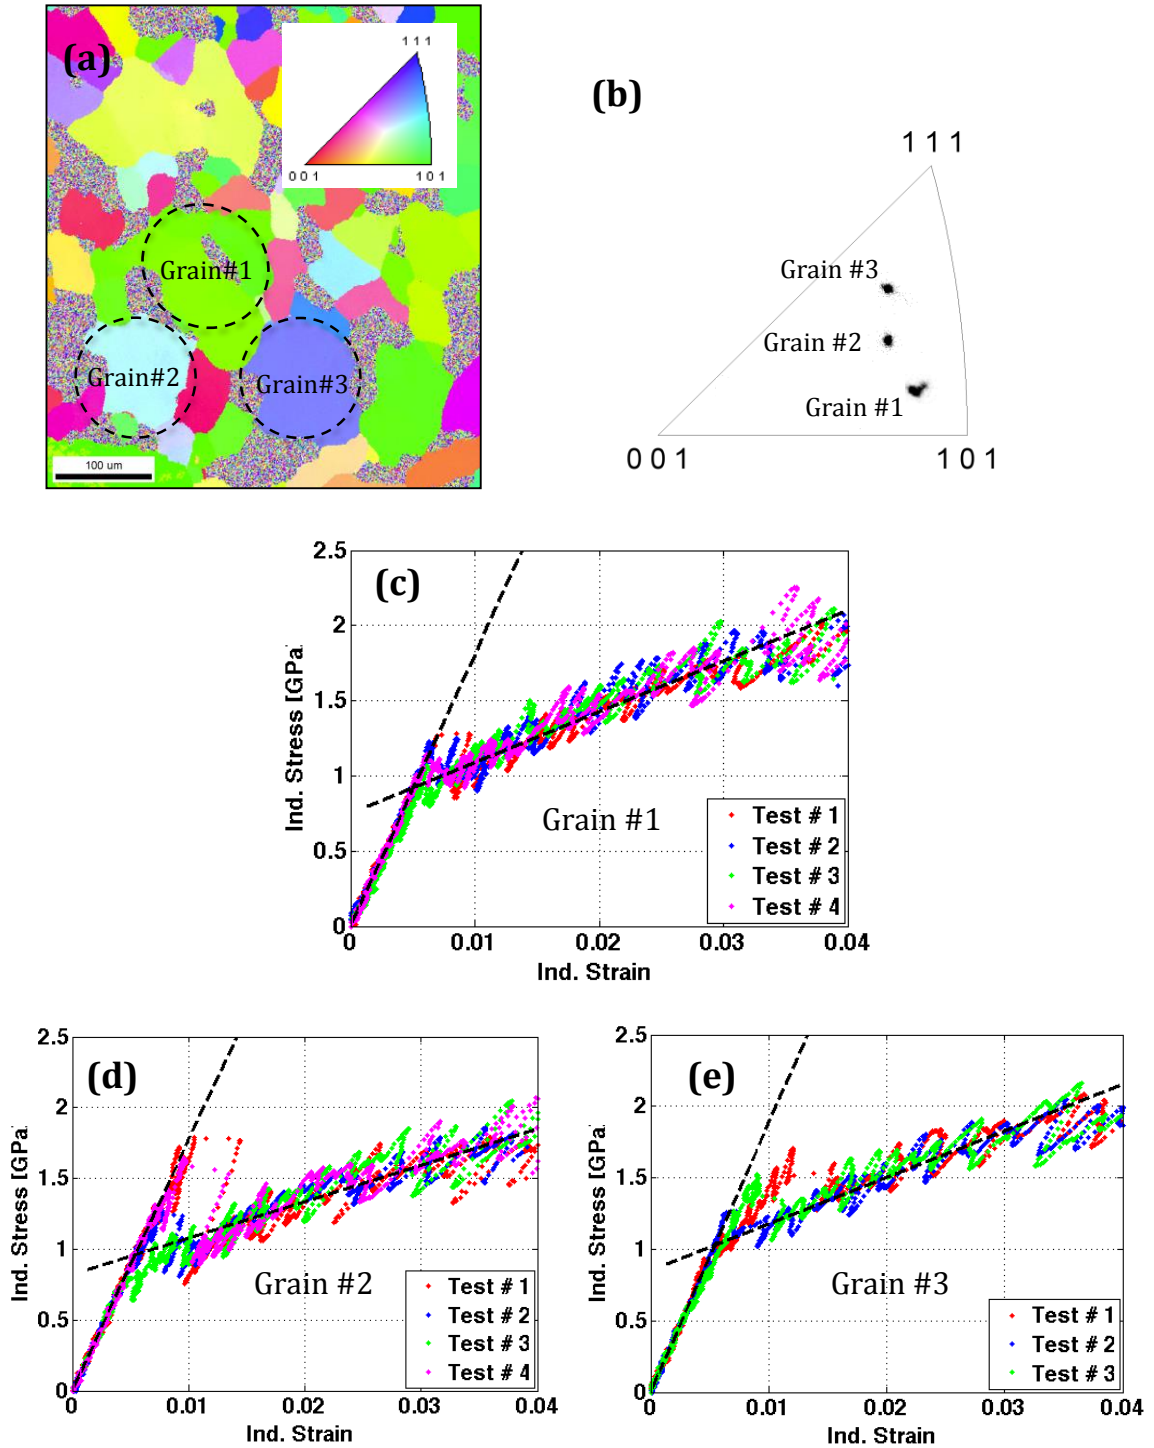 (a)
1 1 1
0 0 1
1 0 1
Grain#1
Grain#2
Grain#3
100 um
(b)
1 1 1
Grain #3
Grain #2
Grain #1
0 0 1
1 0 1
(c)
2.5
2
1.5
1
0.5
0
Ind. Stress [GPa
Grain #1
Test # 1
Test # 2
Test # 3
Test # 4
0
0.01
0.02
0.03
0.04
Ind. Strain
(d)
2.5
2
1.5
1
0.5
0
Ind. Stress [GPa
Grain #2
Test # 1
Test # 2
Test # 3
Test # 4
0
0.01
0.02
0.03
0.04
Ind. Strain
(e)
2.5
2
1.5
1
0.5
0
Ind. Stress [GPa
Grain #3
Test # 1
Test # 2
Test # 3
0
0.01
0.02
0.03
0.04
Ind. Strain